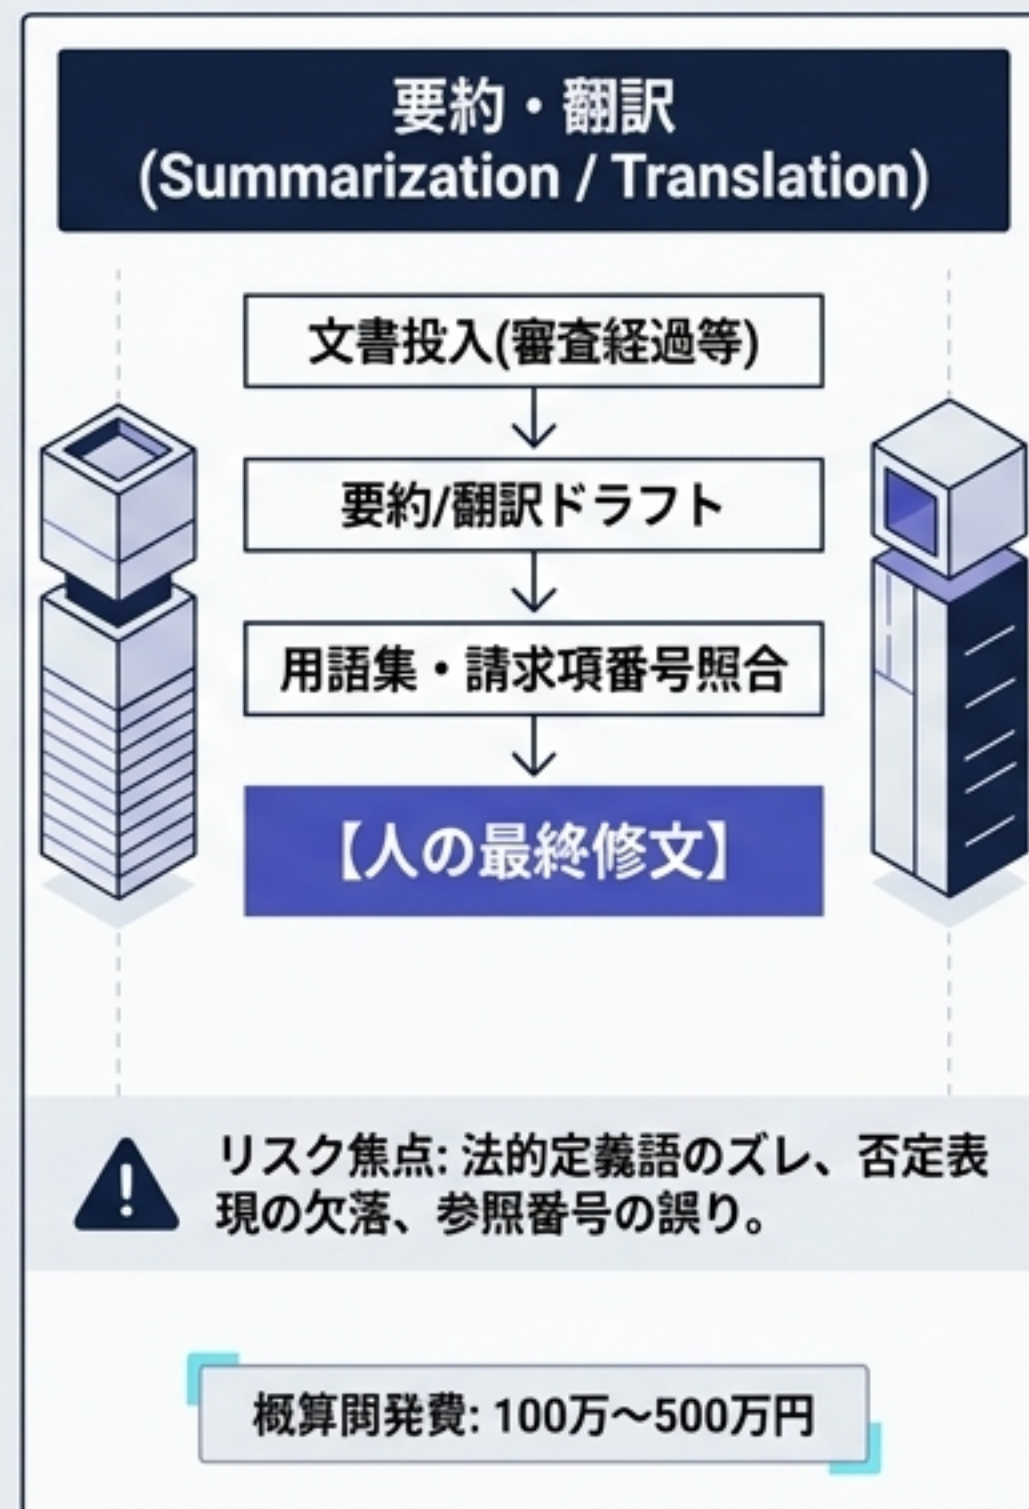 要約・翻訳
(Summarization / Translation)
文書投入(審査経過等)
要約/翻訳ドラフト
用語集・請求項番号照合
【人の最終修文】
リスク焦点: 法的定義語のズレ、否定表
現の欠落、参照番号の誤り。
概算開発費: 100万〜500万円